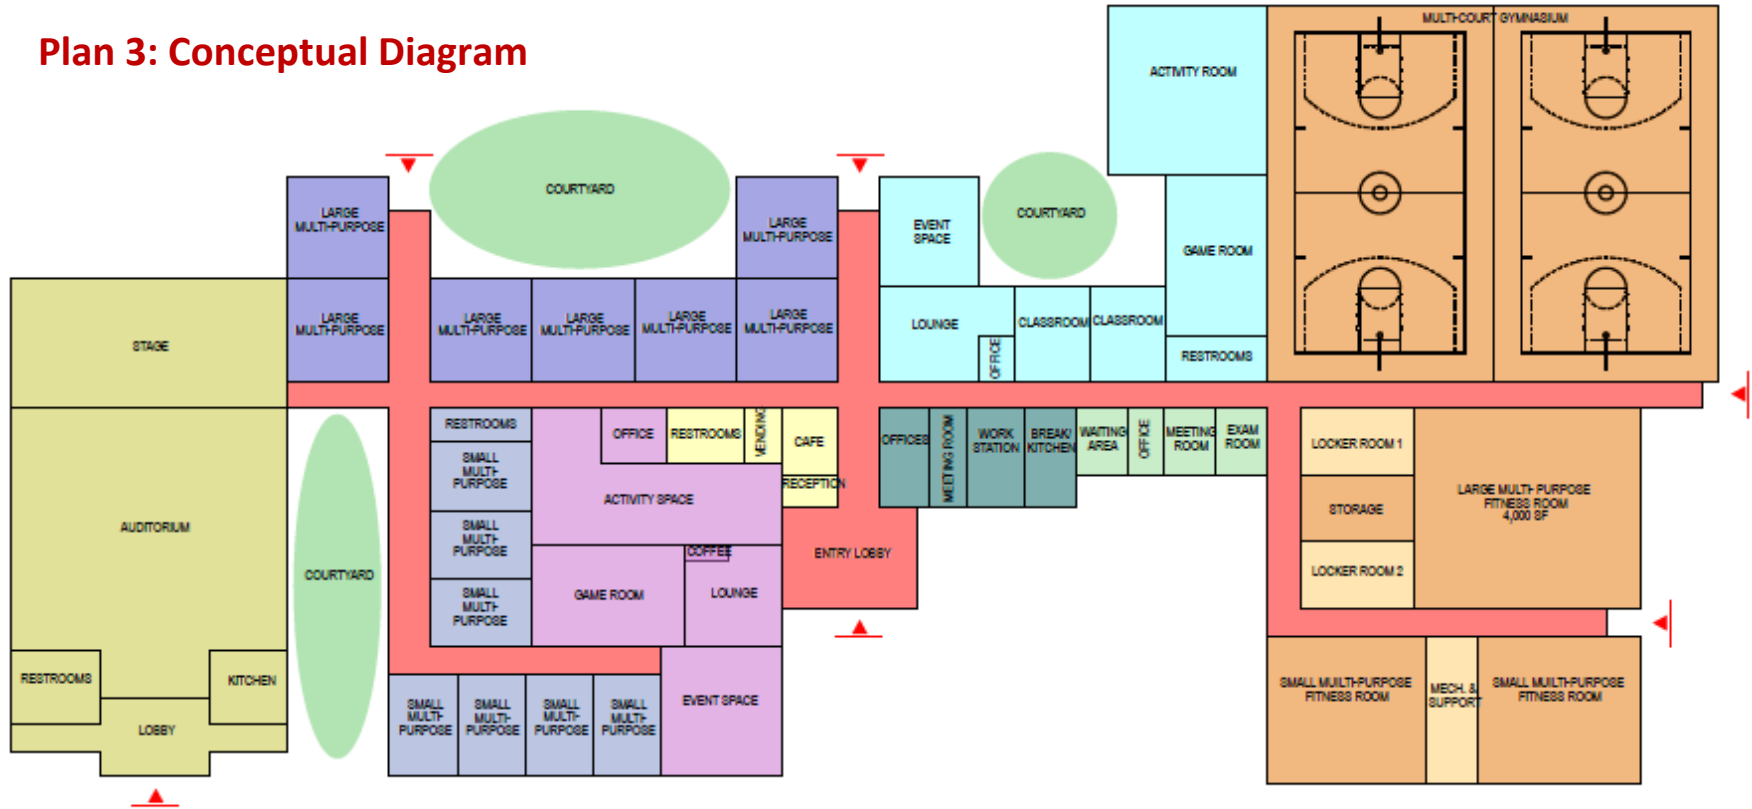 Plan 3: Conceptual Diagram
MULTI-COURT GYMNASIUM
ACTIVITY ROOM
COURTYARD
LARGE
MULTI-PURPOSE
LARGE
MULTI-PURPOSE
EVENT
SPACE
COURTYARD
GAME ROOM
STAGE
LARGE
MULTI-PURPOSE
LARGE
MULTI-PURPOSE
LARGE
MULTI-PURPOSE
LARGE
MULTI-PURPOSE
LARGE
MULTI-PURPOSE
LOUNGE
OFFICE
CLASSROOM
CLASSROOM
RESTROOMS
AUDITORIUM
COURTYARD
RESTROOMS
SMALL
MULTI-
PURPOSE
SMALL
MULTI-
PURPOSE
SMALL
MULTI-
PURPOSE
OFFICE
RESTROOMS
VENDING
CAFE
RECEPTION
ACTIVITY SPACE
COFFEE
GAME ROOM
LOUNGE
ENTRY LOBBY
OFFICES
MEETING ROOM
WORK
STATION
BREAK/
KITCHEN
WAITING
AREA
OFFICE
MEETING
ROOM
EXAM
ROOM
LOCKER ROOM 1
STORAGE
LOCKER ROOM 2
LARGE MULTI-PURPOSE
FITNESS ROOM
4,000 SF
RESTROOMS
KITCHEN
LOBBY
SMALL
MULTI-
PURPOSE
SMALL
MULTI-
PURPOSE
SMALL
MULTI-
PURPOSE
SMALL
MULTI-
PURPOSE
EVENT SPACE
SMALL MUILTI-PURPOSE
FITNESS ROOM
MECH. &
SUPPORT
SMALL MUILTI-PURPOSE
FITNESS ROOM